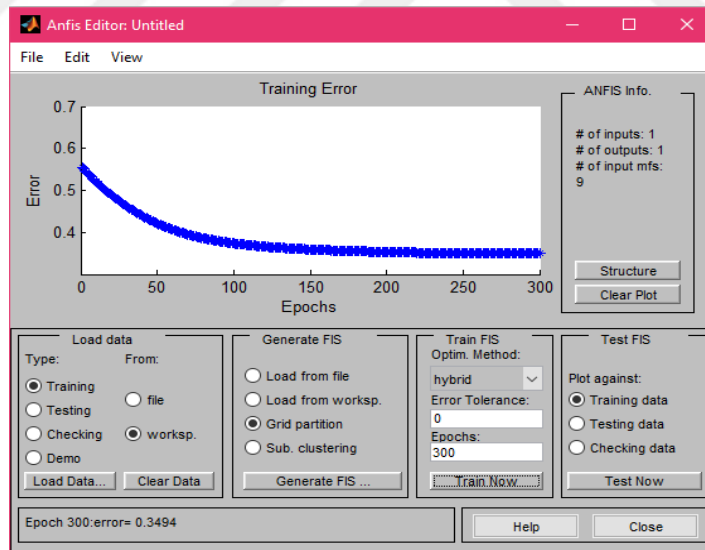 Anfis Editor: Untitled
File Edit View
Training Error
0.7
0.6
0.5
0.4
Error
0 50 100 150 200 250 300
Epochs
ANFIS Info.
# of inputs: 1
# of outputs: 1
# of input mfs:
9
Structure
Clear Plot
Load data
Type: From:
Training
Testing
Checking
Demo
file
worksp.
Load Data... Clear Data
Generate FIS
Load from file
Load from worksp.
Grid partition
Sub. clustering
Generate FIS ...
Train FIS
Optim. Method:
hybrid
Error Tolerance:
0
Epochs:
300
Train Now
Test FIS
Plot against:
Training data
Testing data
Checking data
Test Now
Epoch 300:error= 0.3494
Help Close